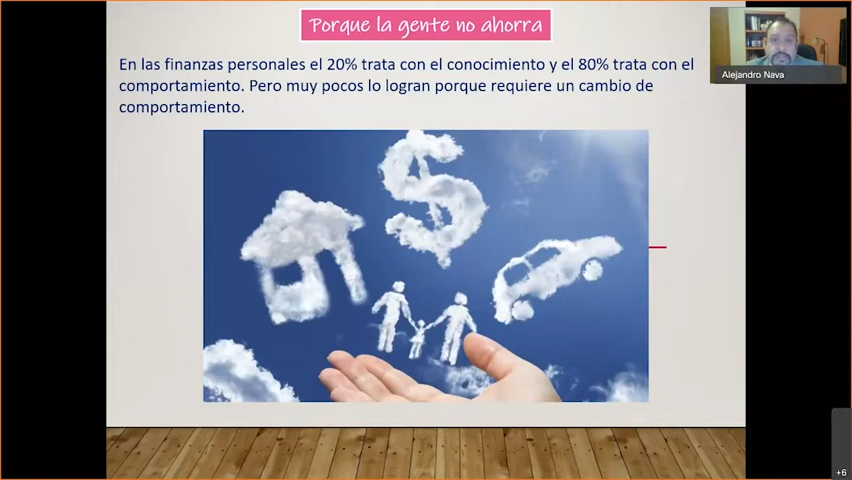 Porque la gente no ahorra
En las finanzas personales el 20% trata con el conocimiento y el 80% trata con el
comportamiento. Pero muy pocos lo logran porque requiere un cambio de
comportamiento.
Alejandro Nava
+6